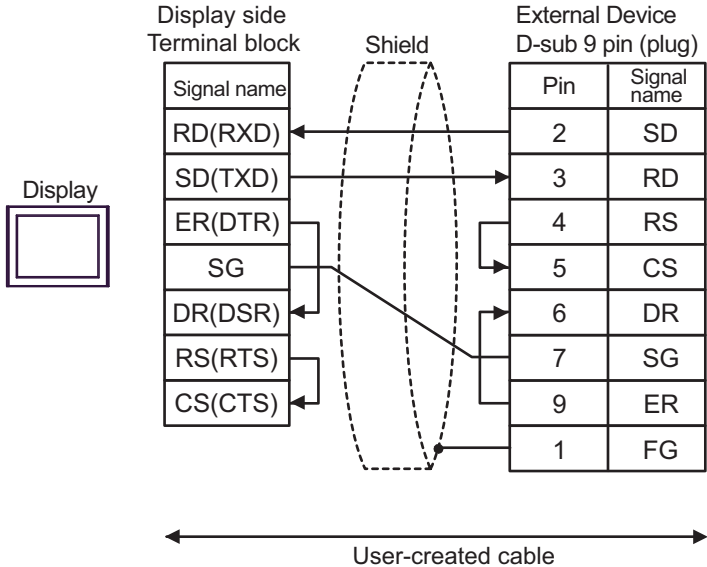 Display side
Terminal block
Shield
External Device
D-sub 9 pin (plug)
Signal name
Pin
Signal
name
RD(RXD)
2
SD
SD(TXD)
3
RD
Display
ER(DTR)
4
RS
SG
5
CS
DR(DSR)
6
DR
RS(RTS)
7
SG
CS(CTS)
9
ER
1
FG
User-created cable